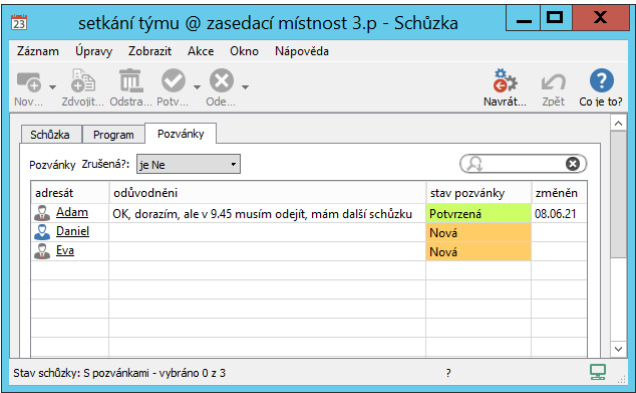 23
setkání týmu @ zasedací místnost 3.p - Schůzka
Záznam Úpravy Zobrazit Akce Okno Nápověda
Nov... Zdvojit... Odstra... Potv... Ode... Navrát... Zpět Co je to?
Schůzka Program Pozvánky
Pozvánky Zrušená?: je Ne
adresát odůvodnění stav pozvánky změněn
Adam OK, dorazím, ale v 9.45 musím odejít, mám další schůzku Potvrzená 08.06.21
Daniel Nová
Eva Nová
Stav schůzky: S pozvánkami - vybráno 0 z 3 ?